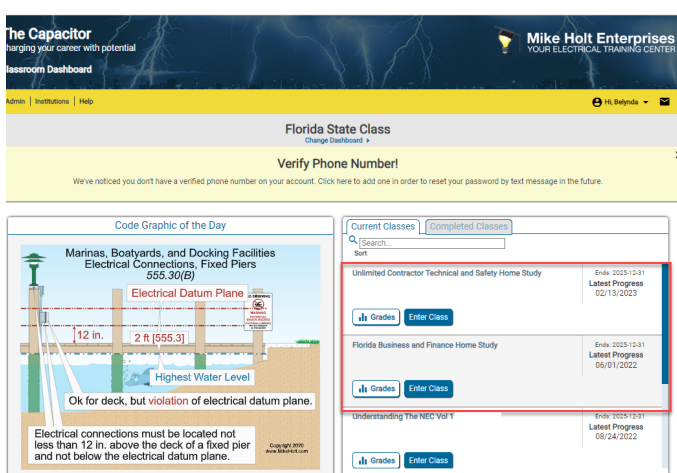 The Capacitor
harging your career with potential
lassroom Dashboard
Mike Holt Enterprises
YOUR ELECTRICAL TRAINING CENTER
Admin | Institutions | Help
Hi, Belynda
Florida State Class
Change Dashboard
Verify Phone Number!
We've noticed you don't have a verified phone number on your account. Click here to add one in order to reset your password by text message in the future.
Code Graphic of the Day
Marinas, Boatyards, and Docking Facilities
Electrical Connections, Fixed Piers
555.30(B)
Electrical Datum Plane
WARNING
12 in.
2 ft [555.3]
Highest Water Level
Ok for deck, but violation of electrical datum plane.
Electrical connections must be located not
less than 12 in. above the deck of a fixed pier
and not below the electrical datum plane.
Copyright 2020
www.MikeHolt.com
Current Classes
Completed Classes
Search...
Sort
Unlimited Contractor Technical and Safety Home Study
Ends: 2025-12-31
Latest Progress
02/13/2023
Grades
Enter Class
Florida Business and Finance Home Study
Ends: 2025-12-31
Latest Progress
06/01/2022
Grades
Enter Class
Understanding The NEC Vol 1
Ends: 2025-12-31
Latest Progress
08/24/2022
Grades
Enter Class